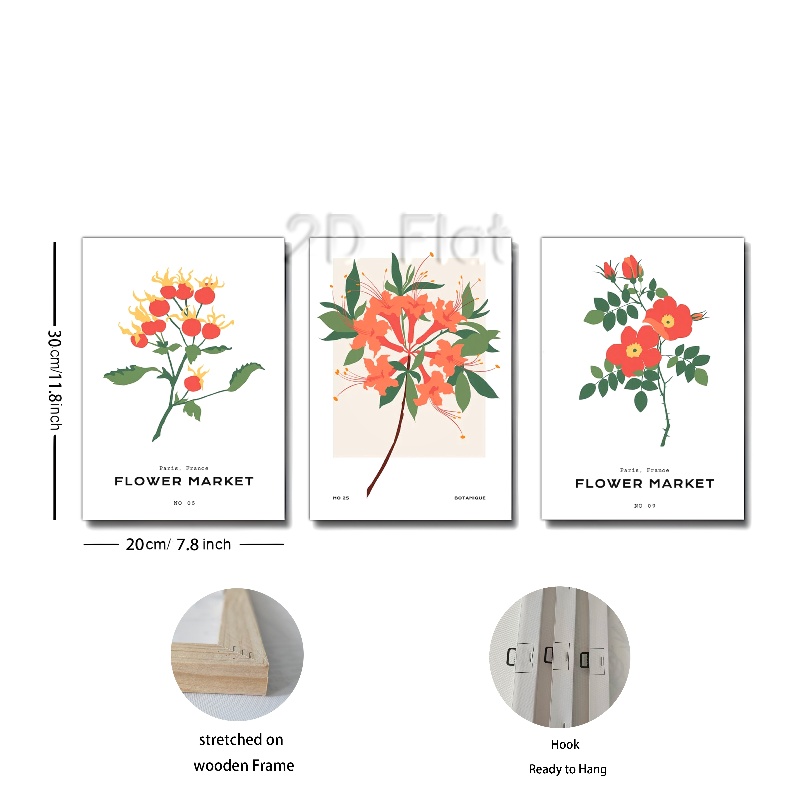 2D Flat
30cm/11.8inch
Paris, France
FLOWER MARKET
NO 06
NO 25
BOTANIQUE
Paris, France
FLOWER MARKET
NO 09
20cm/ 7.8 inch
stretched on
wooden Frame
Hook
Ready to Hang